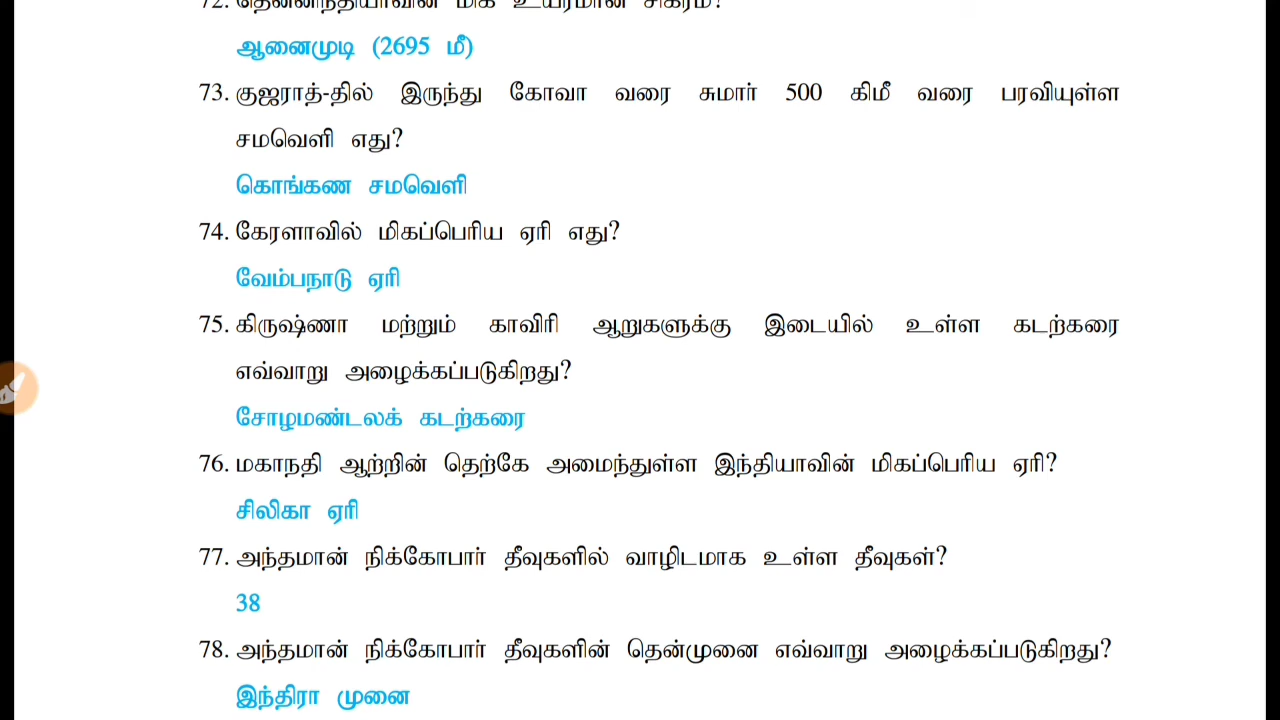 72. தென்னிந்தியாவின் மிக உயரமான சிகரம்?
ஆனைமுடி (2695 மீ)
73. குஜராத்-தில் இருந்து கோவா வரை சுமார் 500 கிமீ வரை பரவியுள்ள
சமவெளி எது?
கொங்கண சமவெளி
74. கேரளாவில் மிகப்பெரிய ஏரி எது?
வேம்பநாடு ஏரி
75. கிருஷ்ணா மற்றும் காவிரி ஆறுகளுக்கு இடையில் உள்ள கடற்கரை
எவ்வாறு அழைக்கப்படுகிறது?
சோழமண்டலக் கடற்கரை
76. மகாநதி ஆற்றின் தெற்கே அமைந்துள்ள இந்தியாவின் மிகப்பெரிய ஏரி?
சிலிகா ஏரி
77. அந்தமான் நிக்கோபார் தீவுகளில் வாழிடமாக உள்ள தீவுகள்?
38
78. அந்தமான் நிக்கோபார் தீவுகளின் தென்முனை எவ்வாறு அழைக்கப்படுகிறது?
இந்திரா முனை